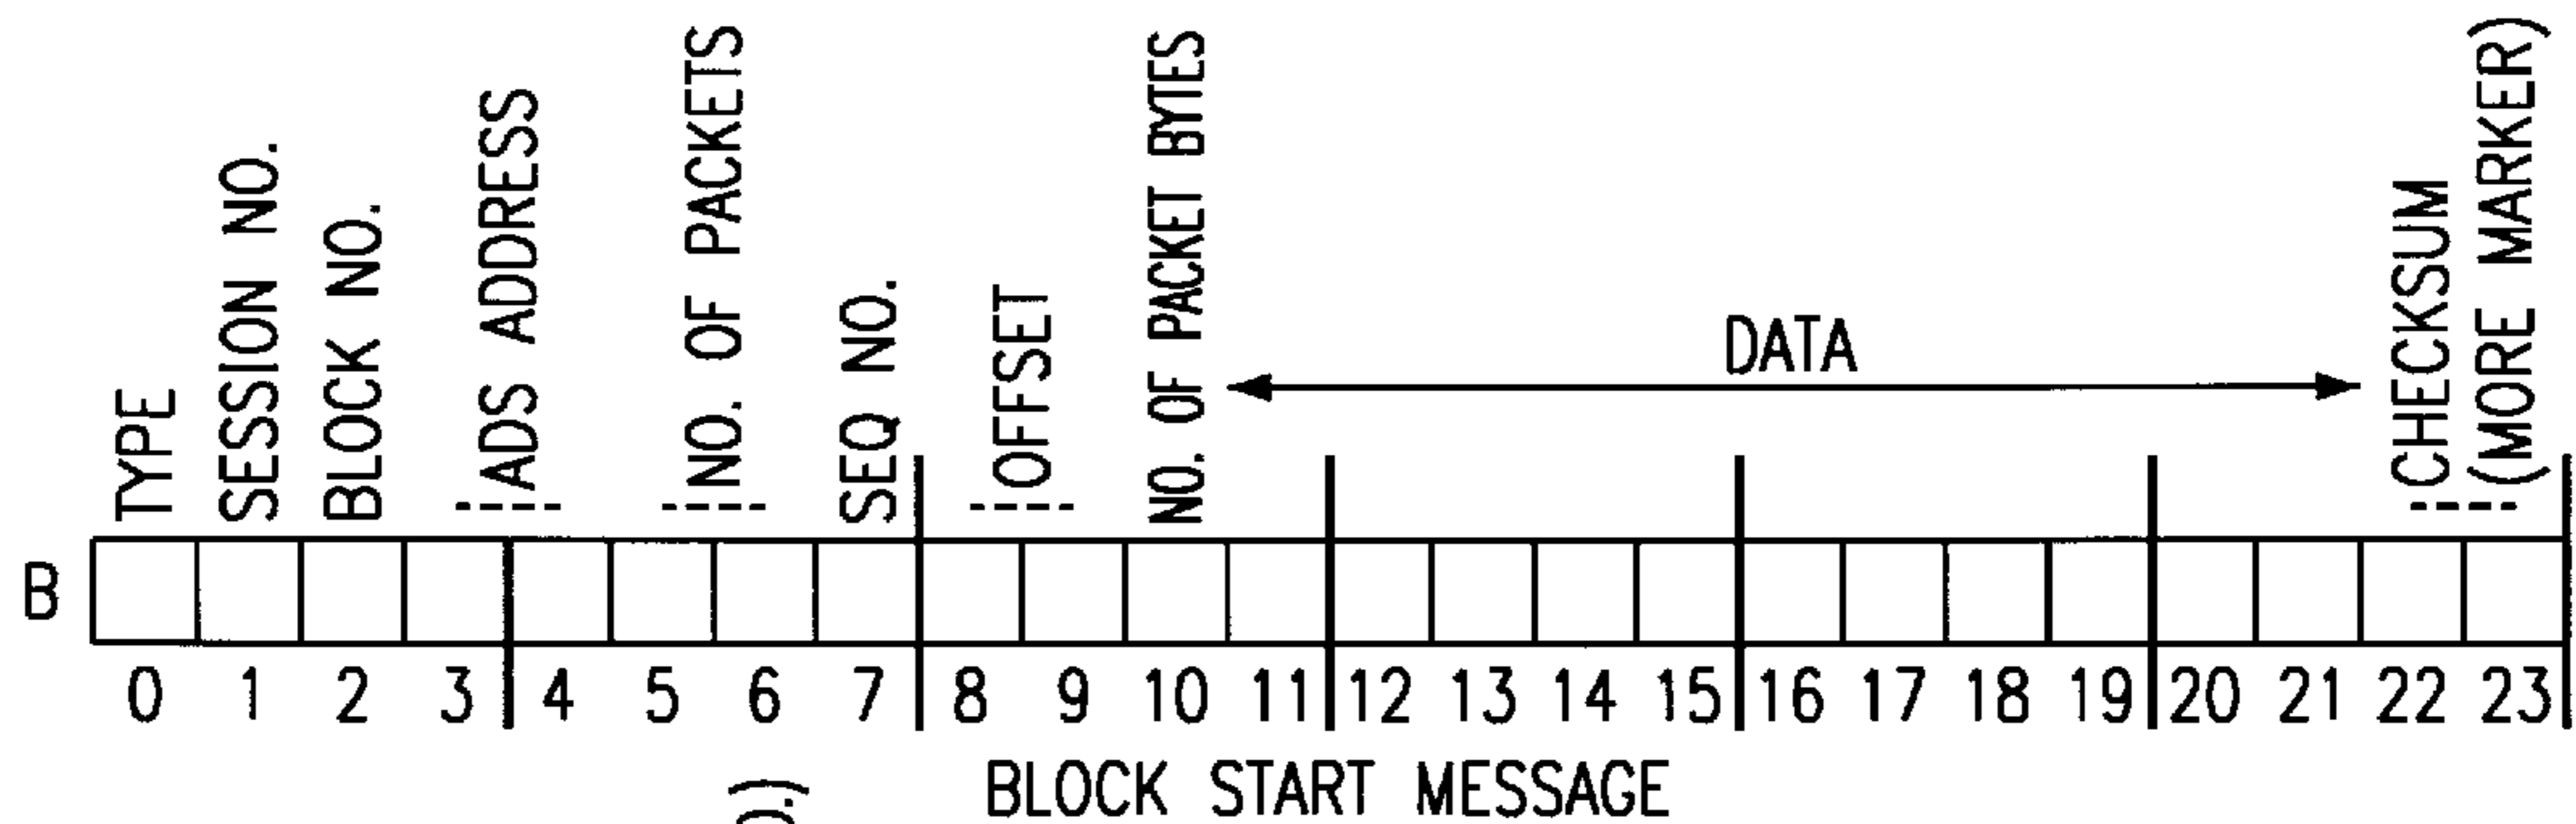 TYPE
SESSION NO.
BLOCK NO.
ADS ADDRESS
NO. OF PACKETS
SEQ NO.
OFFSET
NO. OF PACKET BYTES
DATA
CHECKSUM
(MORE MARKER)
B
0 1 2 3 4 5 6 7 8 9 10 11 12 13 14 15 16 17 18 19 20 21 22 23
BLOCK START MESSAGE